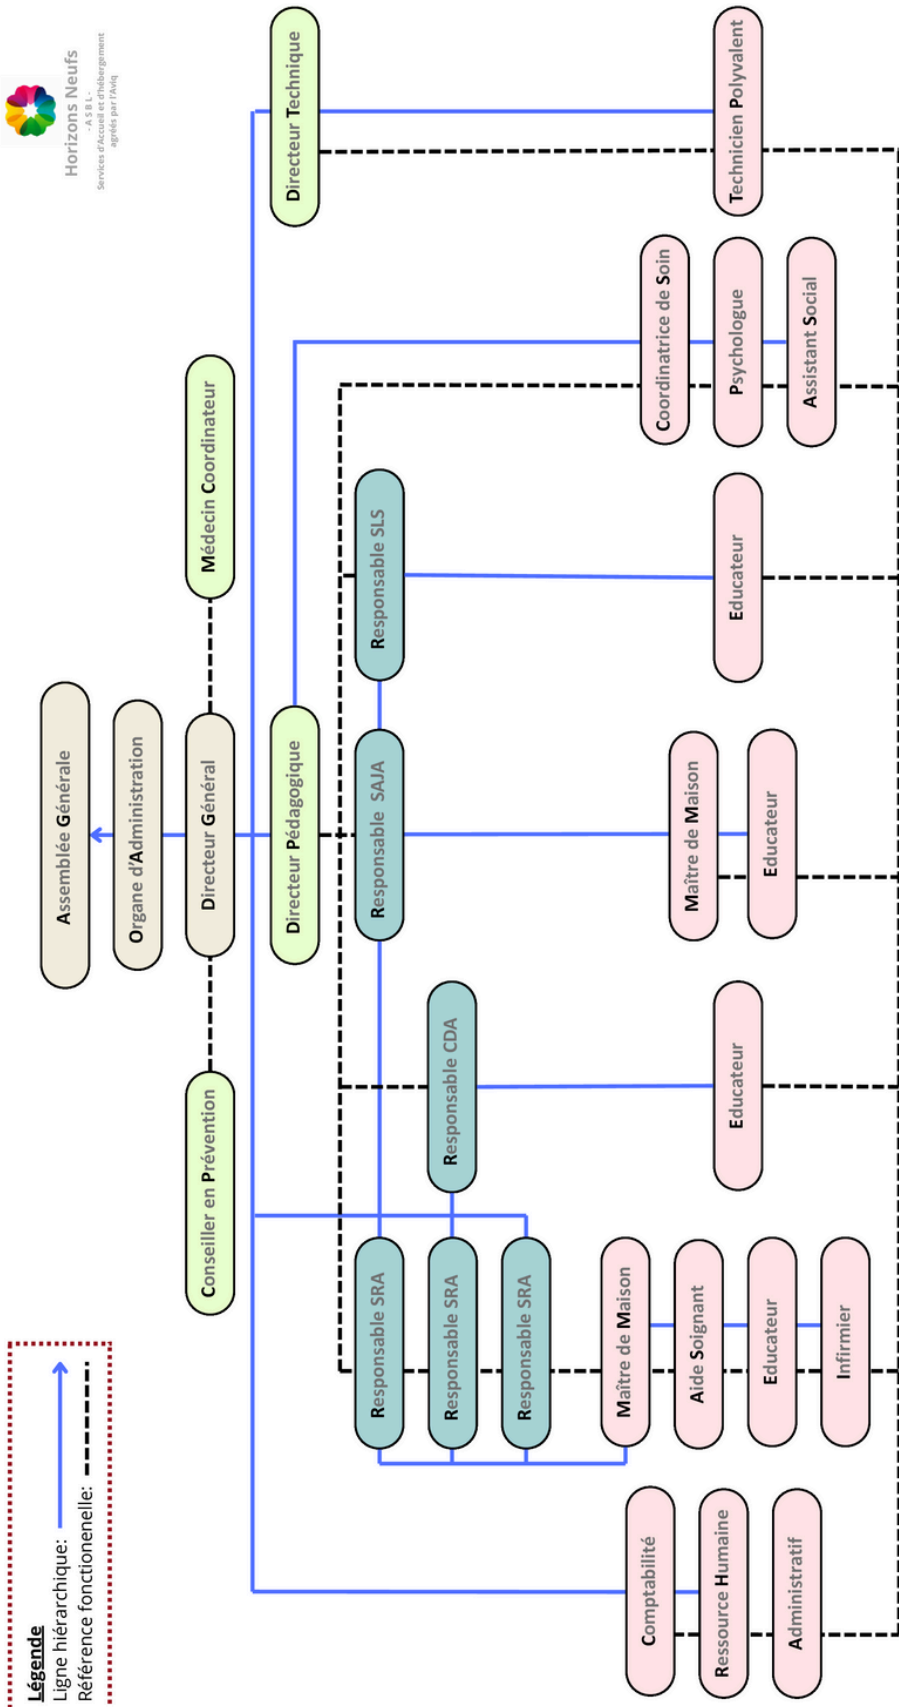 Légende
Ligne hiérarchique:
Référence fonctionenelle:
Horizons Neufs
- A S B L -
Services d'Accueil et d'hébergement
agréés par l'Aviq
Assemblée Générale
Organe d'Administration
Conseiller en Prévention
Directeur Général
Médecin Coordinateur
Directeur Pédagogique
Directeur Technique
Responsable SRA
Responsable SAJA
Responsable SLS
Responsable SRA
Responsable CDA
Responsable SRA
Comptabilité
Ressource Humaine
Administratif
Maître de Maison
Aide Soignant
Educateur
Infirmier
Educateur
Maître de Maison
Educateur
Educateur
Coordinatrice de Soin
Psychologue
Assistant Social
Technicien Polyvalent